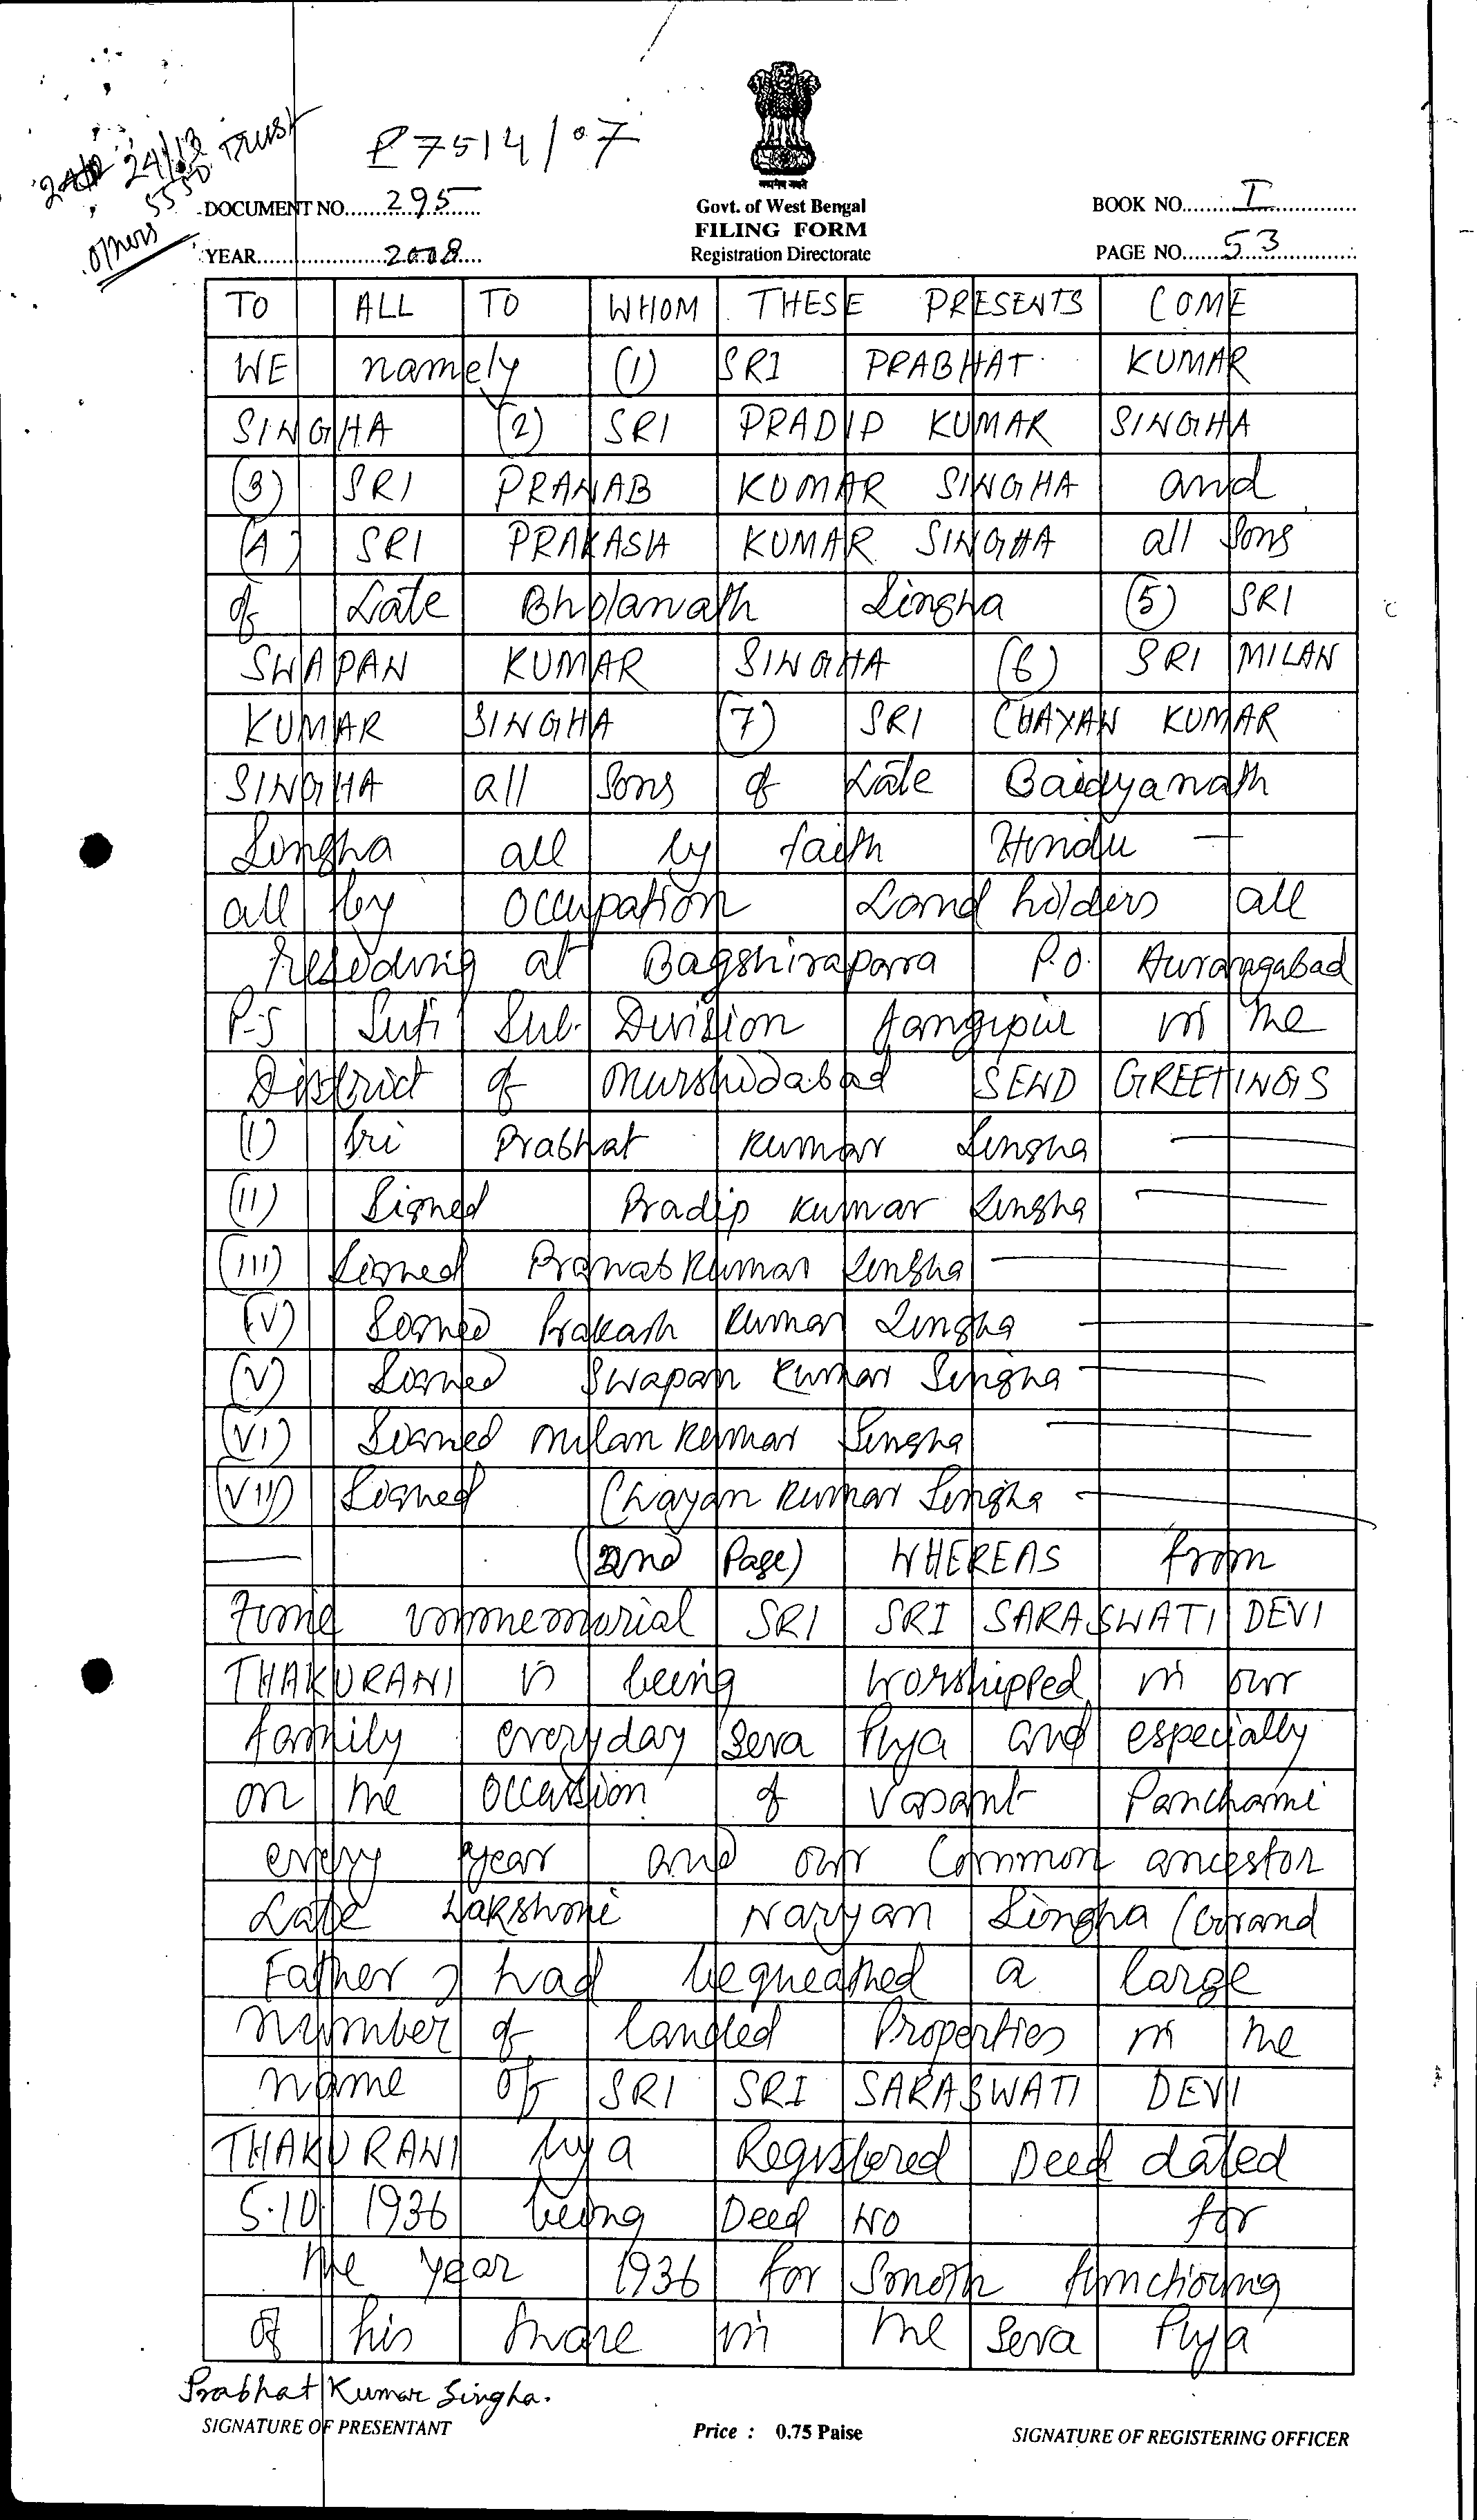 24/12
5550 TRUST
others
P 7514/07
सत्यमेव जयते
DOCUMENT NO. 295
Govt. of West Bengal
BOOK NO. I
FILING FORM
YEAR 2008
Registration Directorate
PAGE NO. 53
TO ALL TO WHOM THESE PRESENTS COME
WE namely (1) SRI PRABHAT KUMAR
SINGHA (2) SRI PRADIP KUMAR SINGHA
(3) SRI PRANAB KUMAR SINGHA and
(4) SRI PRAKASH KUMAR SINGHA all Sons
of Late Bholanath Singha (5) SRI
SWAPAN KUMAR SINGHA (6) SRI MILAN
KUMAR SINGHA (7) SRI CHAYAN KUMAR
SINGHA all Sons of Late Baidyanath
Singha all by faith Hindu —
all by occupation Land holders all
residing at Bagshirapara P.O. Aurangabad
P-S Suti Sub. Division Jangipur in the
District of Murshidabad SEND GREETINGS
(I) Sri Prabhat Kumar Singha —
(II) Signed Pradip Kumar Singha —
(III) Signed Pranab Kumar Singha —
(IV) Signed Prakash Kumar Singha —
(V) Signed Swapan Kumar Singha —
(VI) Signed Milan Kumar Singha —
(VII) Signed Chayan Kumar Singha —
— (2nd Page) WHEREAS from
time immemorial SRI SRI SARASWATI DEVI
THAKURANI is being worshipped in our
family everyday Seva Puja and especially
on the occassion of Vasant Panchami
every year and our Common ancestor
Late Lakshmi Naryan Singha (Grand
Father) had bequeathed a large
number of landed Properties in the
name of SRI SRI SARASWATI DEVI
THAKURANI by a Registered Deed dated
5.10. 1936 being Deed NO for
the year 1936 for Smoth functioning
of his share in the Seva Puja
Prabhat Kumar Singha.
SIGNATURE OF PRESENTANT
Price : 0.75 Paise
SIGNATURE OF REGISTERING OFFICER